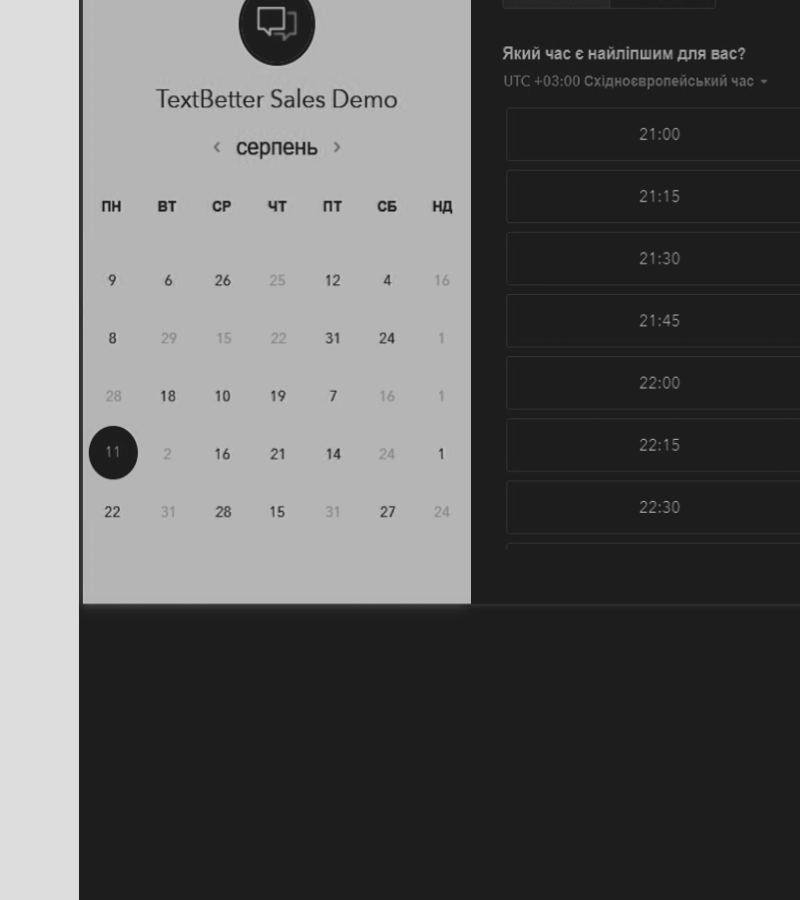 TextBetter Sales Demo
‹ серпень ›
ПН ВТ СР ЧТ ПТ СБ НД
9 6 26 25 12 4 16
8 29 15 22 31 24 1
28 18 10 19 7 16 1
11 2 16 21 14 24 1
22 31 28 15 31 27 24
Який час є найліпшим для вас?
UTC +03:00 Східноєвропейський час
21:00
21:15
21:30
21:45
22:00
22:15
22:30